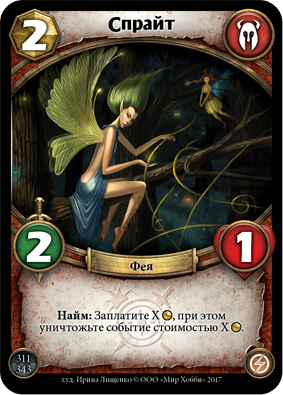 2
Спрайт
2
1
Фея
Найм: Заплатите X , при этом
уничтожьте событие стоимостью X .
311
343
худ. Ирина Лищенко © ООО «Мир Хобби» 2017